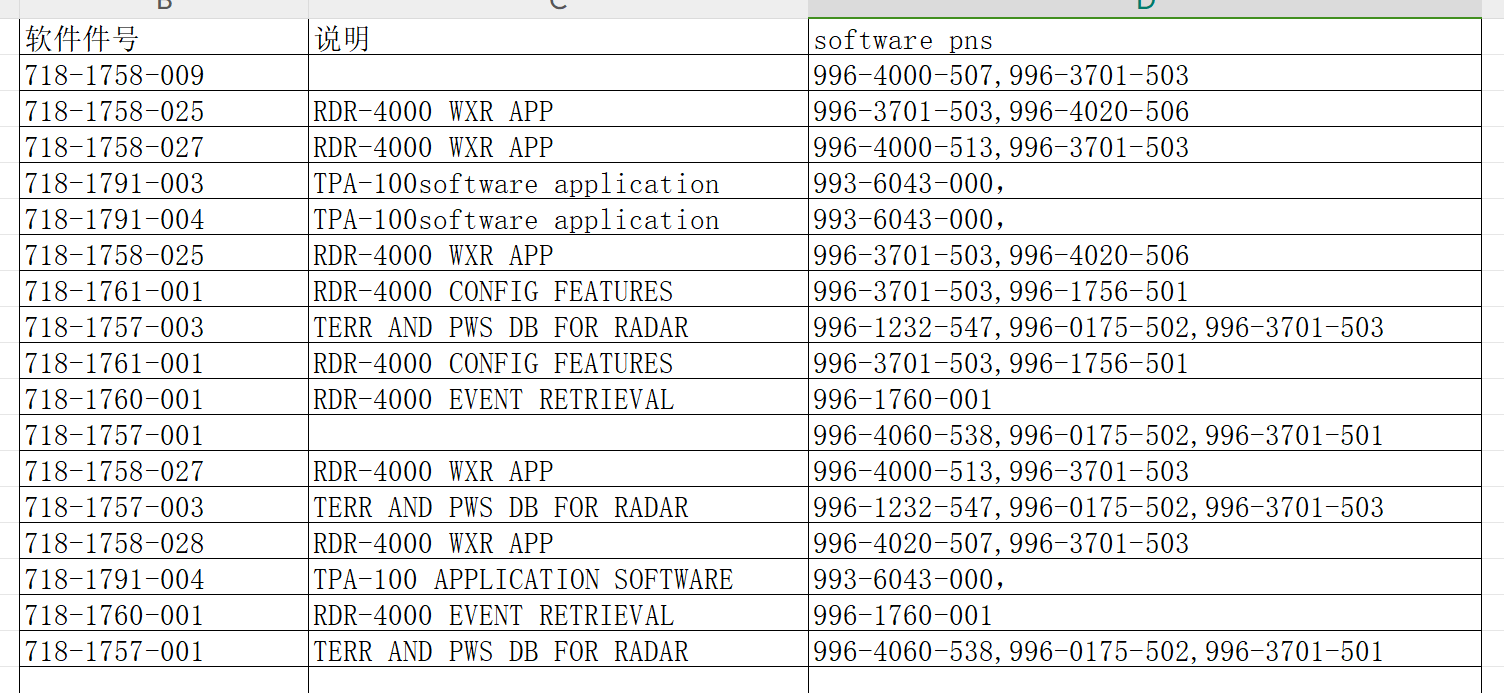 B C D
软件件号 说明 software pns
718-1758-009 996-4000-507,996-3701-503
718-1758-025 RDR-4000 WXR APP 996-3701-503,996-4020-506
718-1758-027 RDR-4000 WXR APP 996-4000-513,996-3701-503
718-1791-003 TPA-100software application 993-6043-000，
718-1791-004 TPA-100software application 993-6043-000，
718-1758-025 RDR-4000 WXR APP 996-3701-503,996-4020-506
718-1761-001 RDR-4000 CONFIG FEATURES 996-3701-503,996-1756-501
718-1757-003 TERR AND PWS DB FOR RADAR 996-1232-547,996-0175-502,996-3701-503
718-1761-001 RDR-4000 CONFIG FEATURES 996-3701-503,996-1756-501
718-1760-001 RDR-4000 EVENT RETRIEVAL 996-1760-001
718-1757-001 996-4060-538,996-0175-502,996-3701-501
718-1758-027 RDR-4000 WXR APP 996-4000-513,996-3701-503
718-1757-003 TERR AND PWS DB FOR RADAR 996-1232-547,996-0175-502,996-3701-503
718-1758-028 RDR-4000 WXR APP 996-4020-507,996-3701-503
718-1791-004 TPA-100 APPLICATION SOFTWARE 993-6043-000，
718-1760-001 RDR-4000 EVENT RETRIEVAL 996-1760-001
718-1757-001 TERR AND PWS DB FOR RADAR 996-4060-538,996-0175-502,996-3701-501